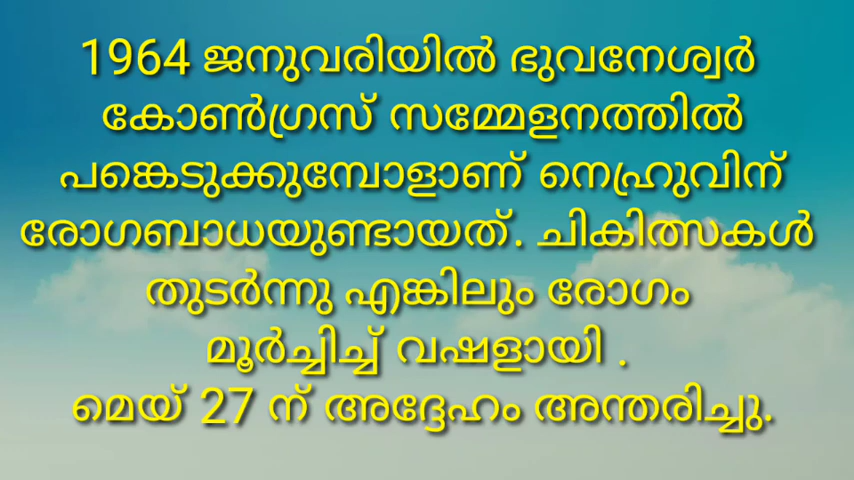 1964 ജനുവരിയിൽ ഭുവനേശ്വർ
കോൺഗ്രസ് സമ്മേളനത്തിൽ
പങ്കെടുക്കുമ്പോളാണ് നെഹ്രുവിന്
രോഗബാധയുണ്ടായത്. ചികിത്സകൾ
തുടർന്നു എങ്കിലും രോഗം
മൂർച്ചിച്ച് വഷളായി .
മെയ് 27 ന് അദ്ദേഹം അന്തരിച്ചു.